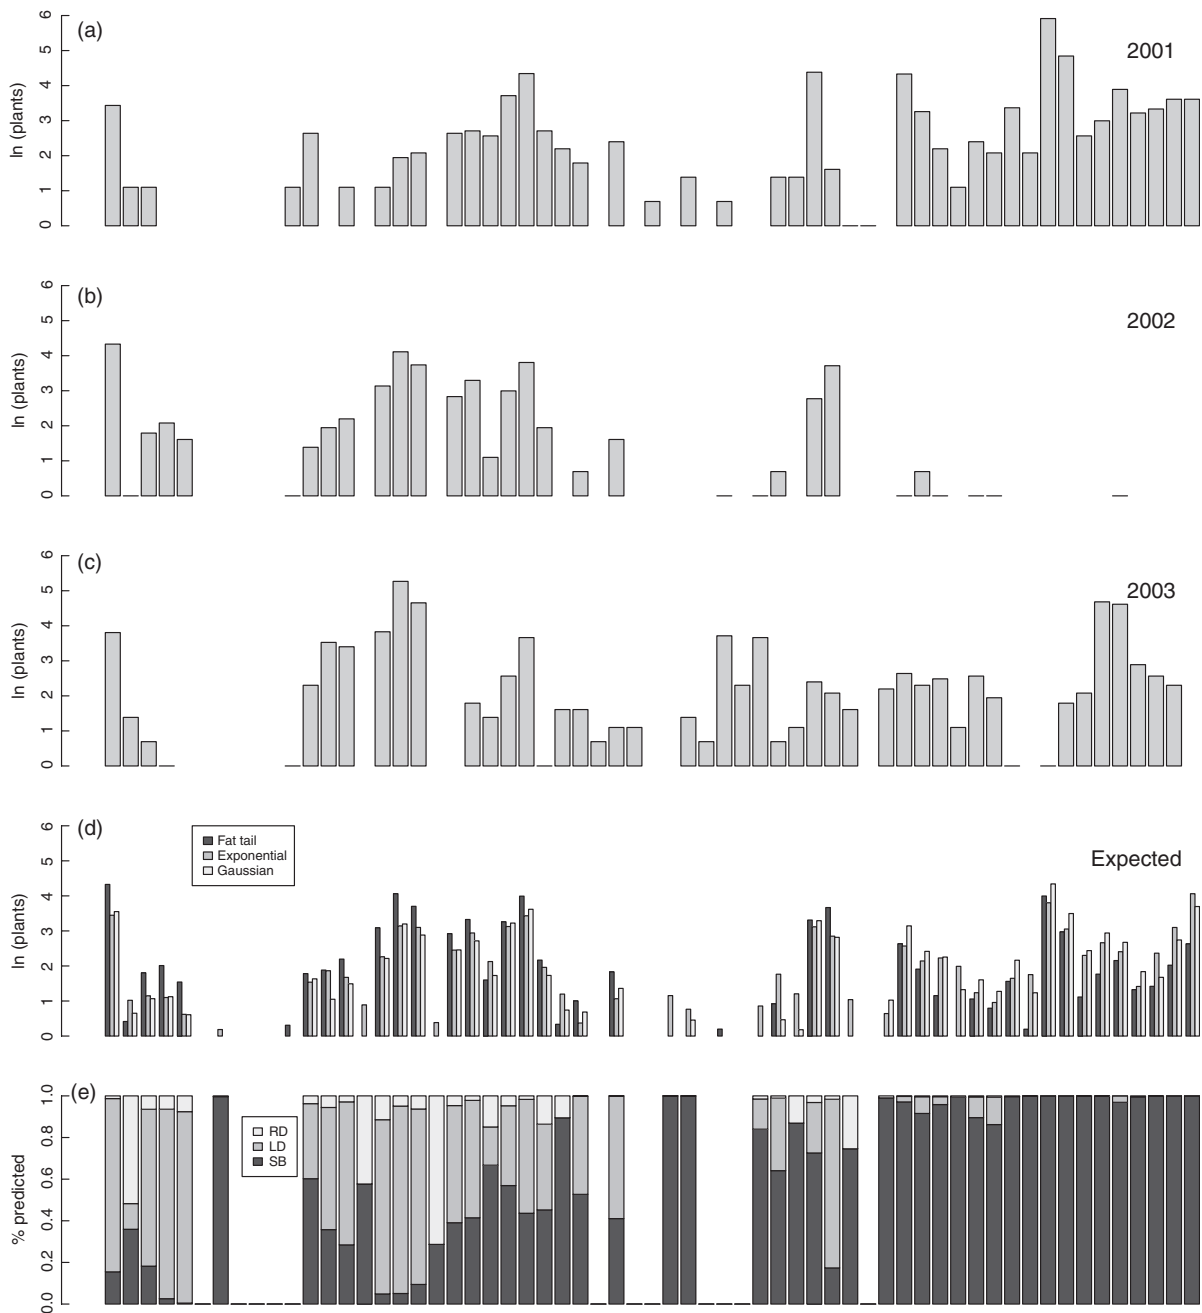 (a)
2001
6
5
4
3
2
1
0
ln (plants)
(b)
2002
6
5
4
3
2
1
0
ln (plants)
(c)
2003
6
5
4
3
2
1
0
ln (plants)
(d)
Expected
Fat tail
Exponential
Gaussian
6
5
4
3
2
1
0
ln (plants)
(e)
RD
LD
SB
1.0
0.8
0.6
0.4
0.2
0.0
% predicted